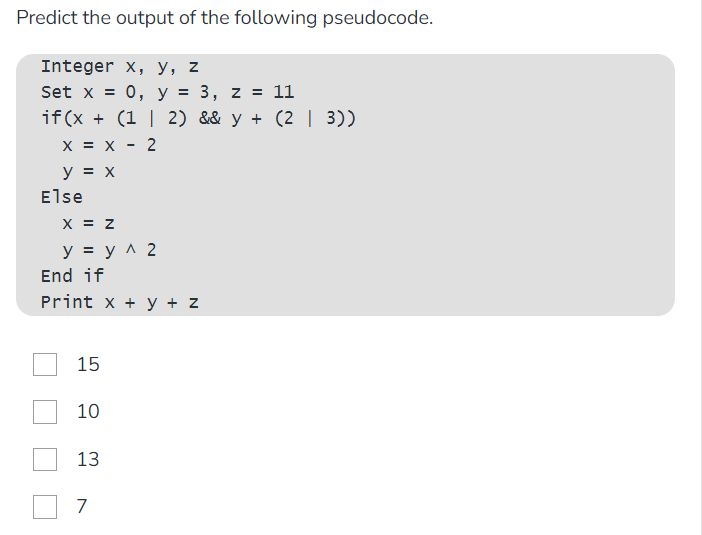 Predict the output of the following pseudocode.
Integer x, y, z
Set x = 0, y = 3, z = 11
if(x + (1 | 2) && y + (2 | 3))
x = x - 2
y = x
Else
x = z
y = y ^ 2
End if
Print x + y + z
15
10
13
7